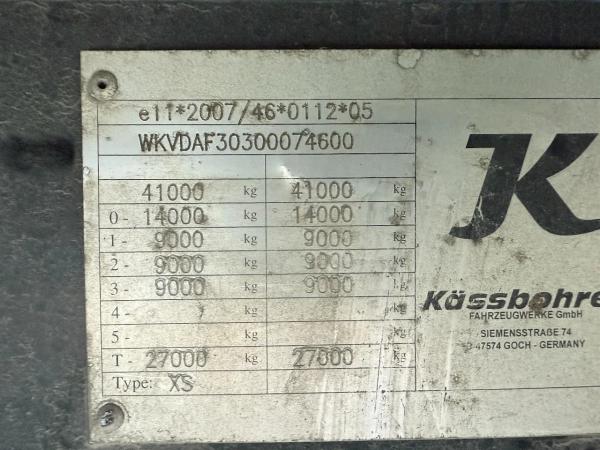 e11*2007/46*0112*05
WKVDAF30300074600
41000 kg 41000 kg
0- 14000 kg 14000 kg
1- 9000 kg 9000 kg
2- 9000 kg 9000 kg
3- 9000 kg 9000 kg
4- kg kg
5- kg kg
T- 27000 kg 27000 kg
Type: XS
K
Kässbohre
FAHRZEUGWERKE GmbH
SIEMENSSTRAßE 74
47574 GOCH - GERMANY